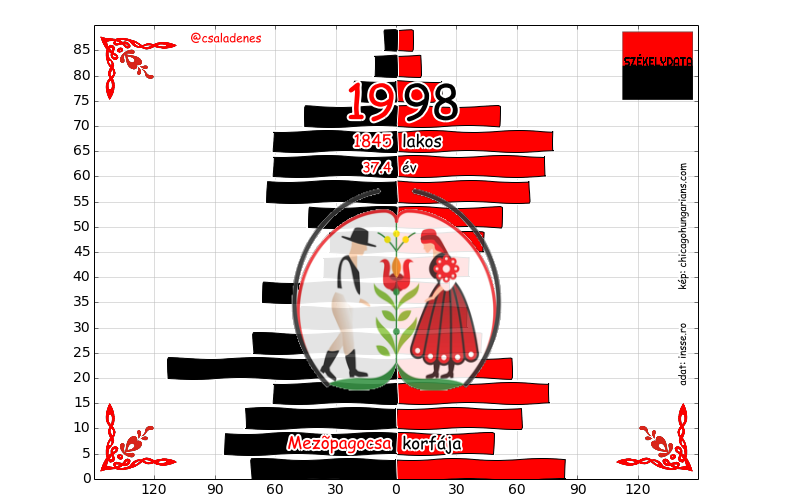 @csaladenes
SZÉKELYDATA
1998
1845 lakos
37.4 év
kép: chicagohungarians.com
adat: insse.ro
Mezőpagocsa korfája
85
80
75
70
65
60
55
50
45
40
35
30
25
20
15
10
5
0
120 90 60 30 0 30 60 90 120